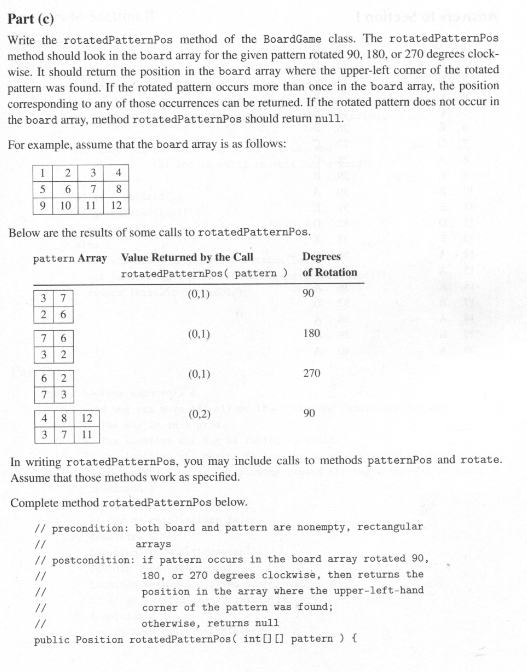 Part (c)
Write the rotatedPatternPos method of the BoardGame class. The rotatedPatternPos
method should look in the board array for the given pattern rotated 90, 180, or 270 degrees clock-
wise. It should return the position in the board array where the upper-left corner of the rotated
pattern was found. If the rotated pattern occurs more than once in the board array, the position
corresponding to any of those occurrences can be returned. If the rotated pattern does not occur in
the board array, method rotatedPatternPos should return null.
For example, assume that the board array is as follows:
1 2 3 4
5 6 7 8
9 10 11 12
Below are the results of some calls to rotatedPatternPos.
pattern Array Value Returned by the Call Degrees
rotatedPatternPos( pattern ) of Rotation
3 7 (0,1) 90
2 6
7 6 (0,1) 180
3 2
6 2 (0,1) 270
7 3
4 8 12 (0,2) 90
3 7 11
In writing rotatedPatternPos, you may include calls to methods patternPos and rotate.
Assume that those methods work as specified.
Complete method rotatedPatternPos below.
// precondition: both board and pattern are nonempty, rectangular
// arrays
// postcondition: if pattern occurs in the board array rotated 90,
// 180, or 270 degrees clockwise, then returns the
// position in the array where the upper-left-hand
// corner of the pattern was found;
// otherwise, returns null
public Position rotatedPatternPos( int[][] pattern ) {